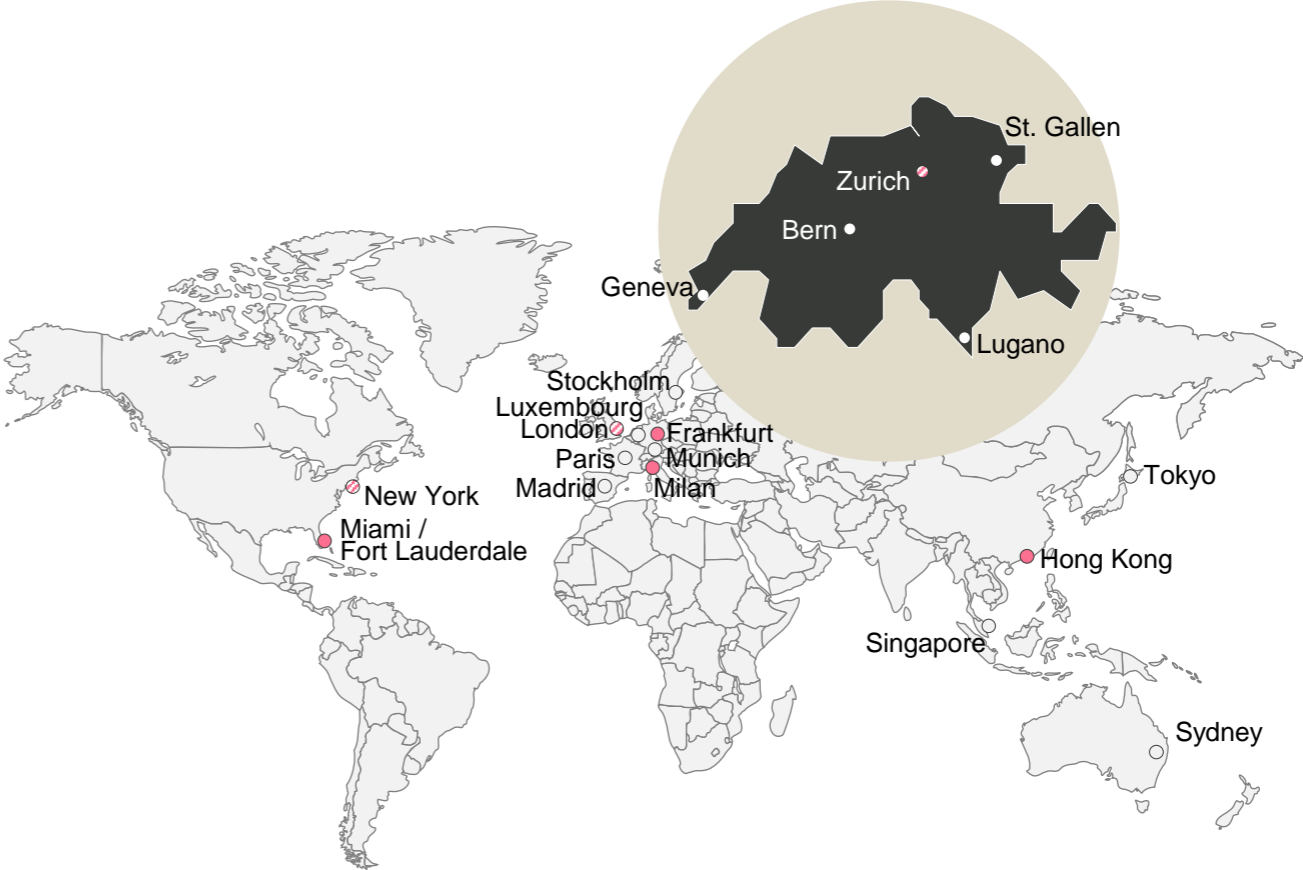 St. Gallen
Zurich
Bern
Geneva
Lugano
Stockholm
Luxembourg
London
Frankfurt
Paris
Munich
Madrid
Milan
Tokyo
New York
Miami /
Fort Lauderdale
Hong Kong
Singapore
Sydney